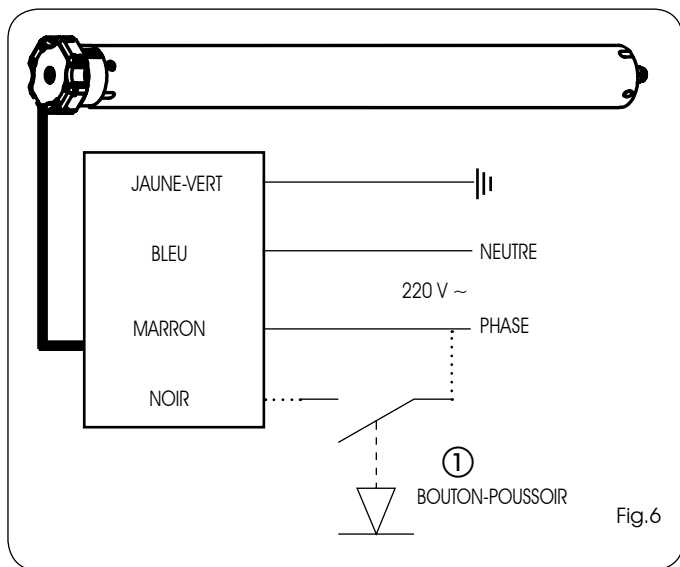 JAUNE-VERT
BLEU
NEUTRE
220 V ~
MARRON
PHASE
NOIR
1
BOUTON-POUSSOIR
Fig.6